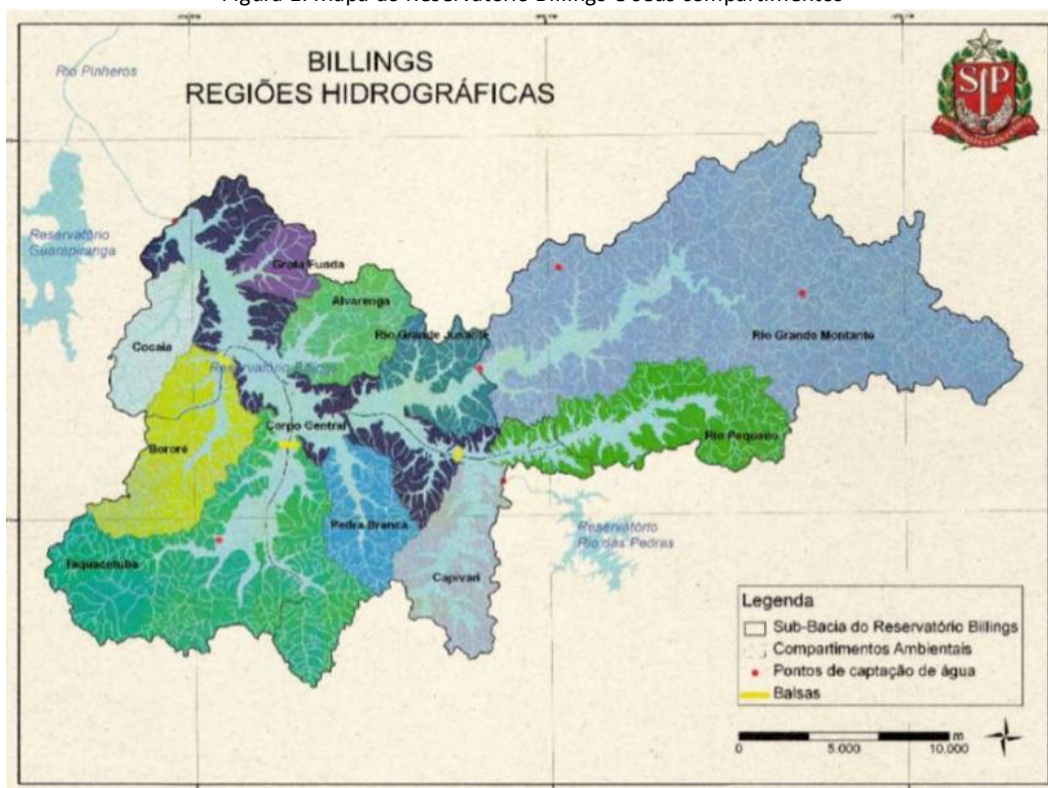 BILLINGS
REGIÕES HIDROGRÁFICAS
Rio Pinheros
Reservatório
Guarapiranga
Grota Funda
Alvarenga
Rio Grande Jusante
Cocaia
Reservatório Billings
Rio Grande Montante
Corpo Central
Bororé
Rio Pequeno
Pedra Branca
Reservatório
Rio das Pedras
Taquacetuba
Capivari
Legenda
Sub-Bacia do Reservatório Billings
Compartimentos Ambientais
Pontos de captação de água
Balsas
m
0 5.000 10.000